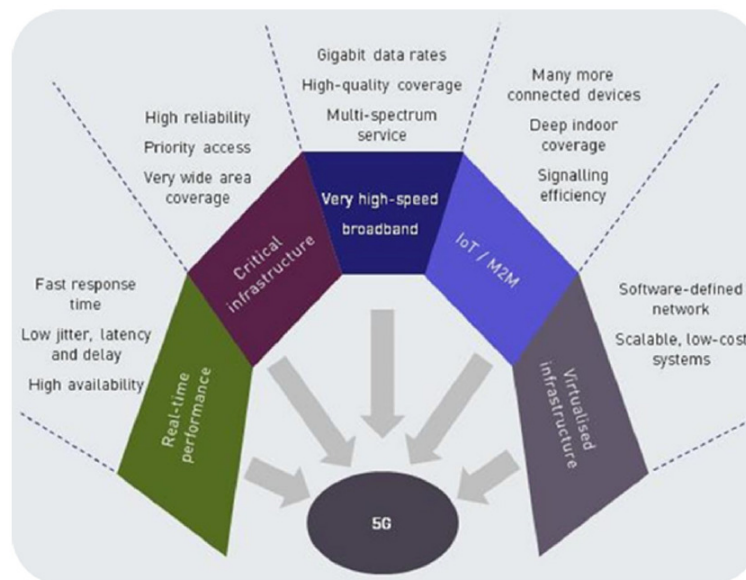 Gigabit data rates
High-quality coverage
Multi-spectrum
service
Many more
connected devices
Deep indoor
coverage
Signalling
efficiency
High reliability
Priority access
Very wide area
coverage
Very high-speed
broadband
Critical
infrastructure
IoT / M2M
Fast response
time
Low jitter, latency
and delay
High availability
Software-defined
network
Scalable, low-cost
systems
Real-time
performance
Virtualised
infrastructure
5G